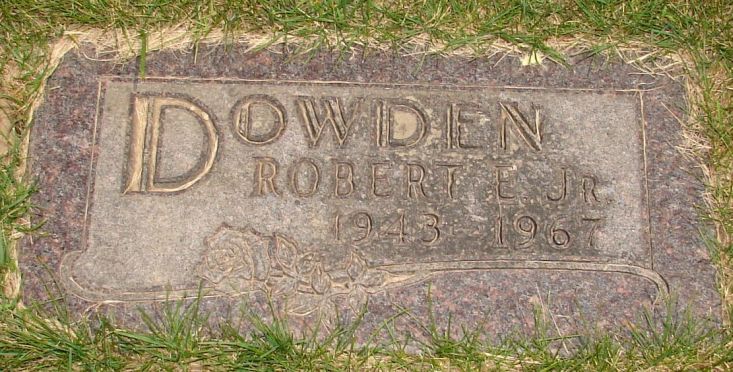 DOWDEN
ROBERT E. JR.
1943 - 1967